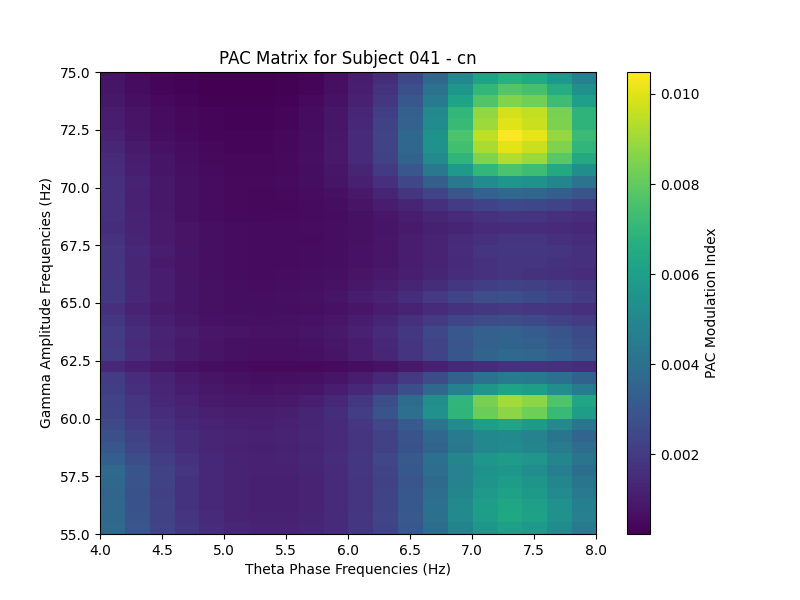 PAC Matrix for Subject 041 - cn
75.0
72.5
70.0
67.5
65.0
62.5
60.0
57.5
55.0
Gamma Amplitude Frequencies (Hz)
4.0 4.5 5.0 5.5 6.0 6.5 7.0 7.5 8.0
Theta Phase Frequencies (Hz)
0.010
0.008
0.006
0.004
0.002
PAC Modulation Index